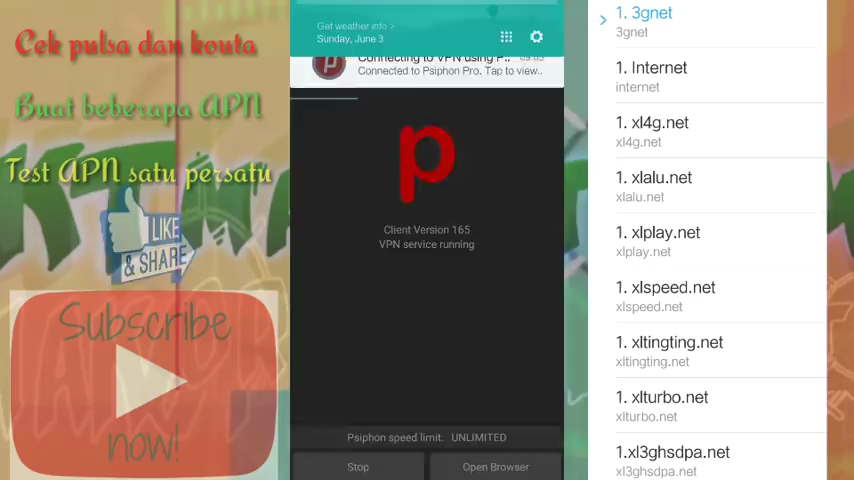 Cek pulsa dan kouta
Buat beberapa APN
Test APN satu persatu
LIKE
& SHARE
Subscribe
now!
Get weather info >
Sunday, June 3
Connecting to VPN using P..
Connected to Psiphon Pro. Tap to view..
p
Client Version 165
VPN service running
Psiphon speed limit: UNLIMITED
Stop
Open Browser
1. 3gnet
3gnet
1. Internet
internet
1. xl4g.net
xl4g.net
1. xlalu.net
xlalu.net
1. xlplay.net
xlplay.net
1. xlspeed.net
xlspeed.net
1. xltingting.net
xltingting.net
1. xlturbo.net
xlturbo.net
1.xl3ghsdpa.net
xl3ghsdpa.net